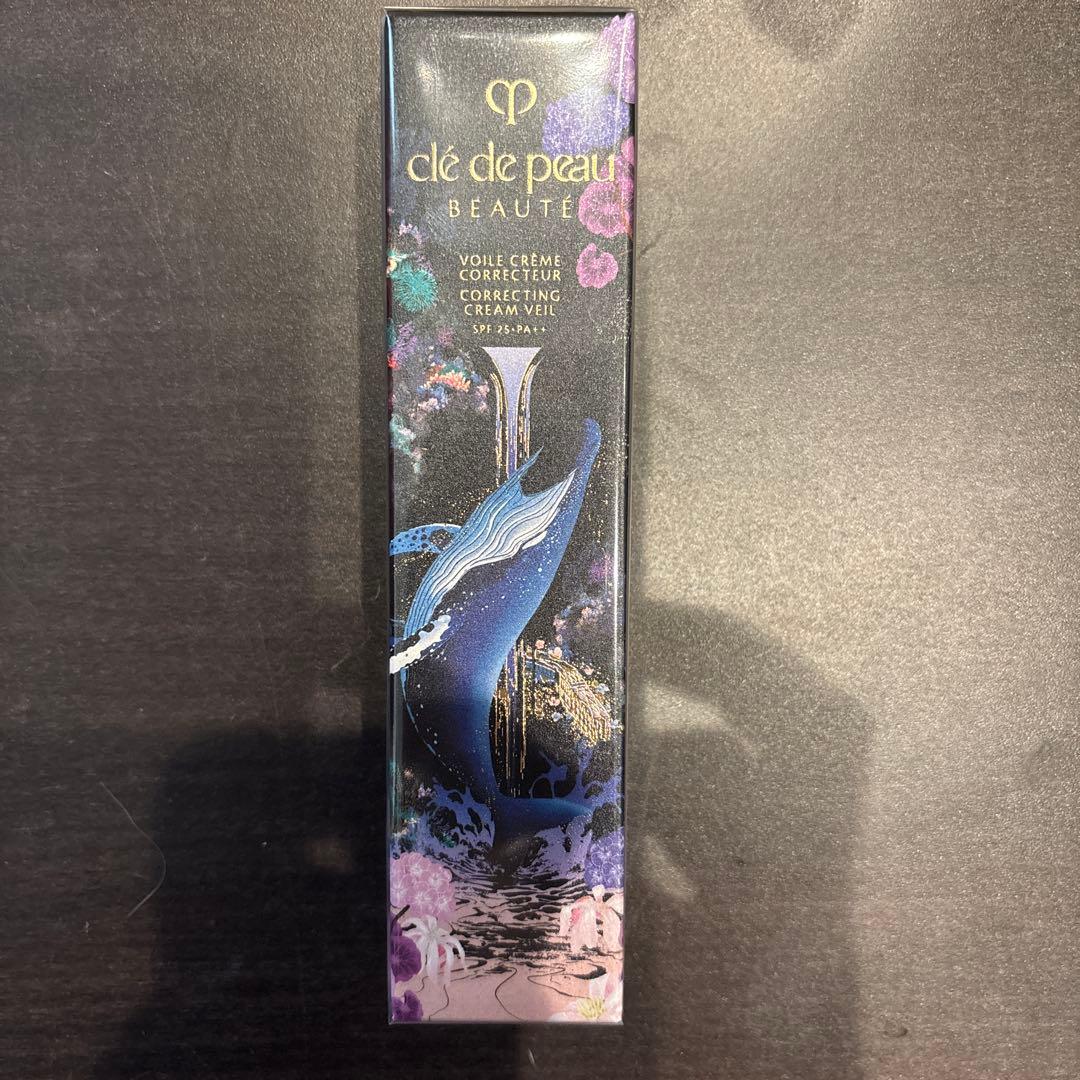 clé de peau
BEAUTÉ
VOILE CRÈME
CORRECTEUR
CORRECTING
CREAM VEIL
SPF 25・PA++